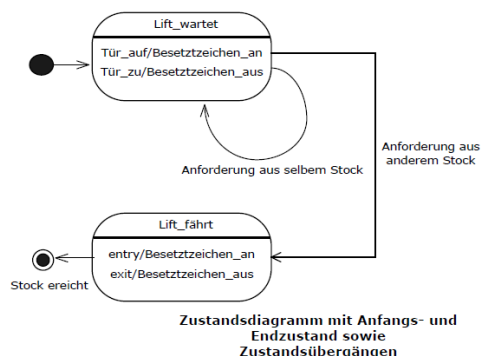 Lift_wartet
Tür_auf/Besetztzeichen_an
Tür_zu/Besetztzeichen_aus
Anforderung aus
anderem Stock
Anforderung aus selbem Stock
Lift_fährt
entry/Besetztzeichen_an
exit/Besetztzeichen_aus
Stock ereicht
Zustandsdiagramm mit Anfangs- und
Endzustand sowie
Zustandsübergängen